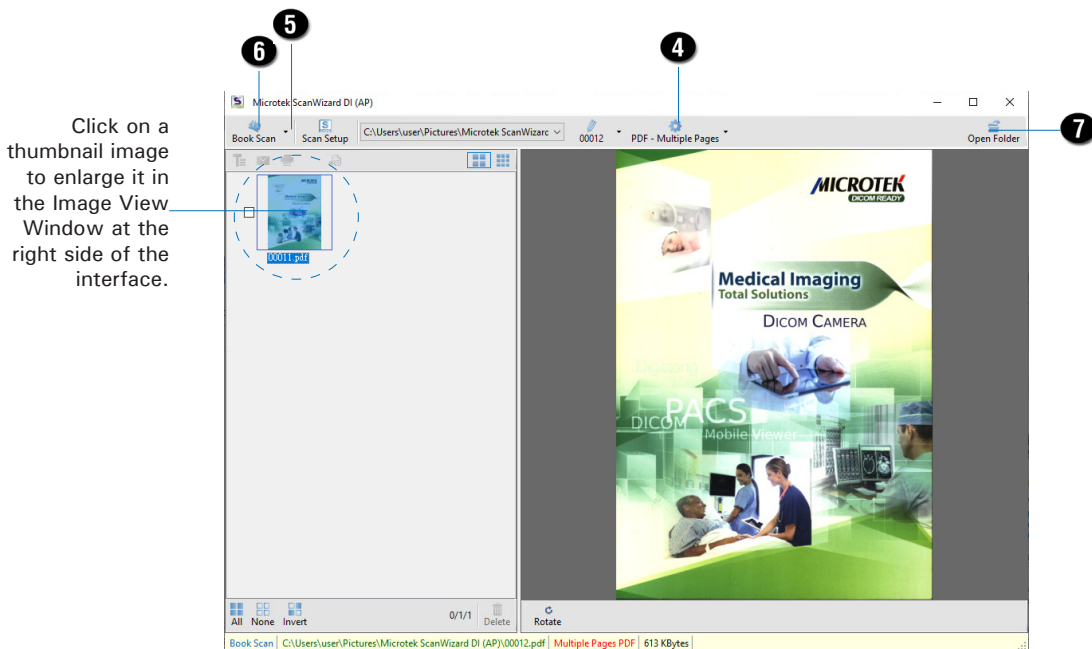 5
6
4
Microtek ScanWizard DI (AP)
Book Scan
Scan Setup
C:\Users\user\Pictures\Microtek ScanWizarc
00012
PDF - Multiple Pages
Open Folder
7
Click on a
thumbnail image
to enlarge it in
the Image View
Window at the
right side of the
interface.
00011.pdf
MICROTEK
DICOM READY
Medical Imaging
Total Solutions
DICOM CAMERA
Digitizing
PACS
DICOM
Mobile Viewer
All None Invert
0/1/1
Delete
Rotate
Book Scan C:\Users\user\Pictures\Microtek ScanWizard DI (AP)\00012.pdf Multiple Pages PDF 613 KBytes